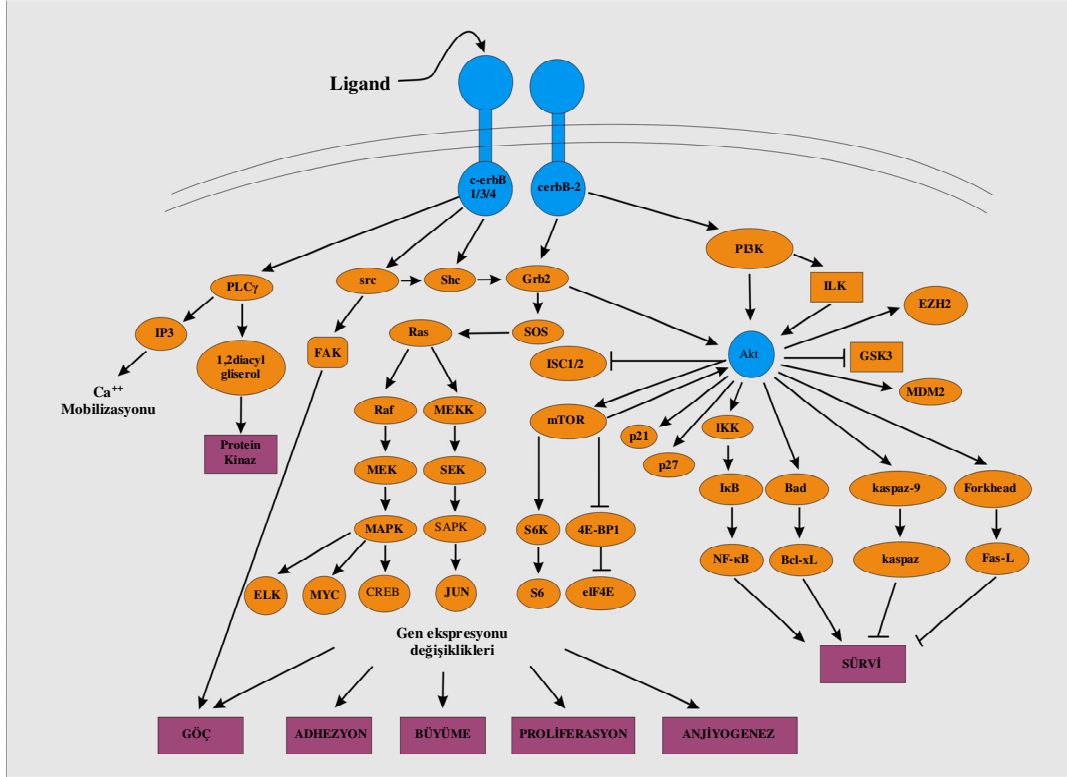 Ligand
c-erbB
1/3/4
cerbB-2
PI3K
PLCγ
src
Shc
Grb2
ILK
EZH2
IP3
FAK
Ras
SOS
Akt
1,2diacyl
gliserol
ISC1/2
GSK3
Ca++
Mobilizasyonu
MDM2
Raf
MEKK
mTOR
p21
IKK
p27
Protein
Kinaz
MEK
SEK
IκB
Bad
kaspaz-9
Forkhead
MAPK
SAPK
S6K
4E-BP1
NF-κB
Bcl-xL
kaspaz
Fas-L
ELK
MYC
CREB
JUN
S6
elF4E
Gen ekspresyonu
değişiklikleri
SÜRVİ
GÖÇ
ADHEZYON
BÜYÜME
PROLİFERASYON
ANJİYOGENEZ